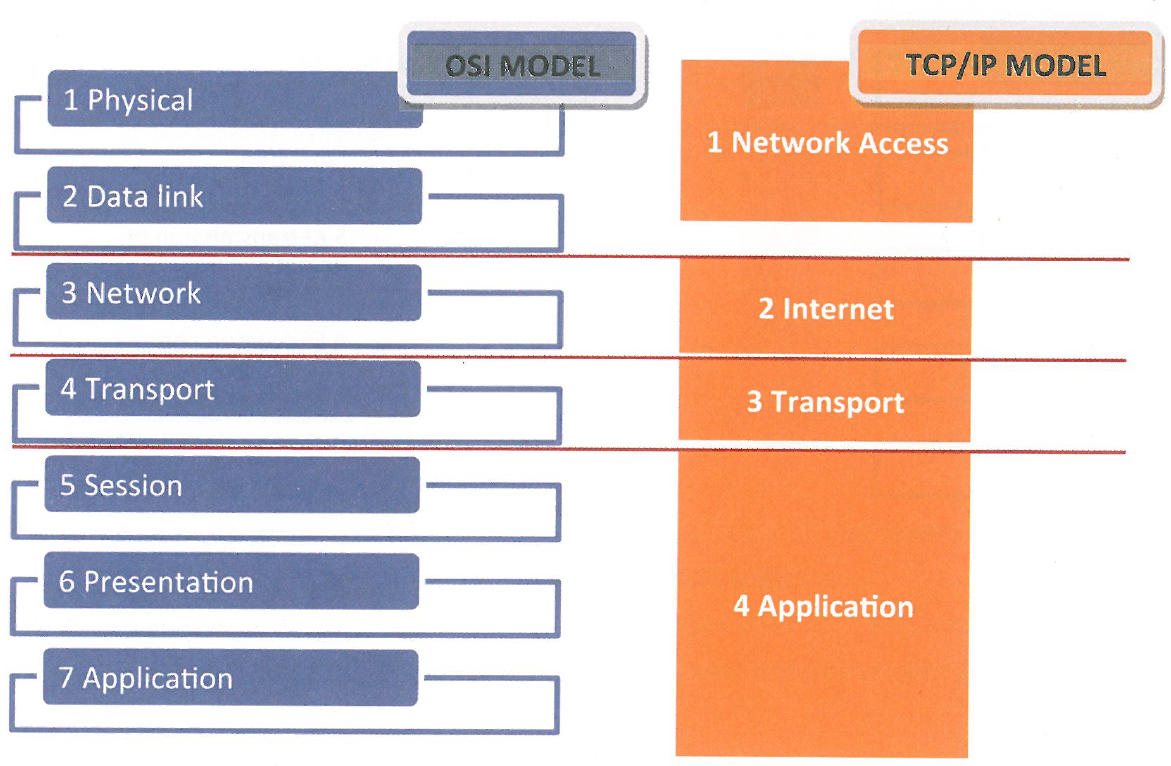 OSI MODEL
TCP/IP MODEL
1 Physical
1 Network Access
2 Data link
3 Network
2 Internet
4 Transport
3 Transport
5 Session
6 Presentation
4 Application
7 Application